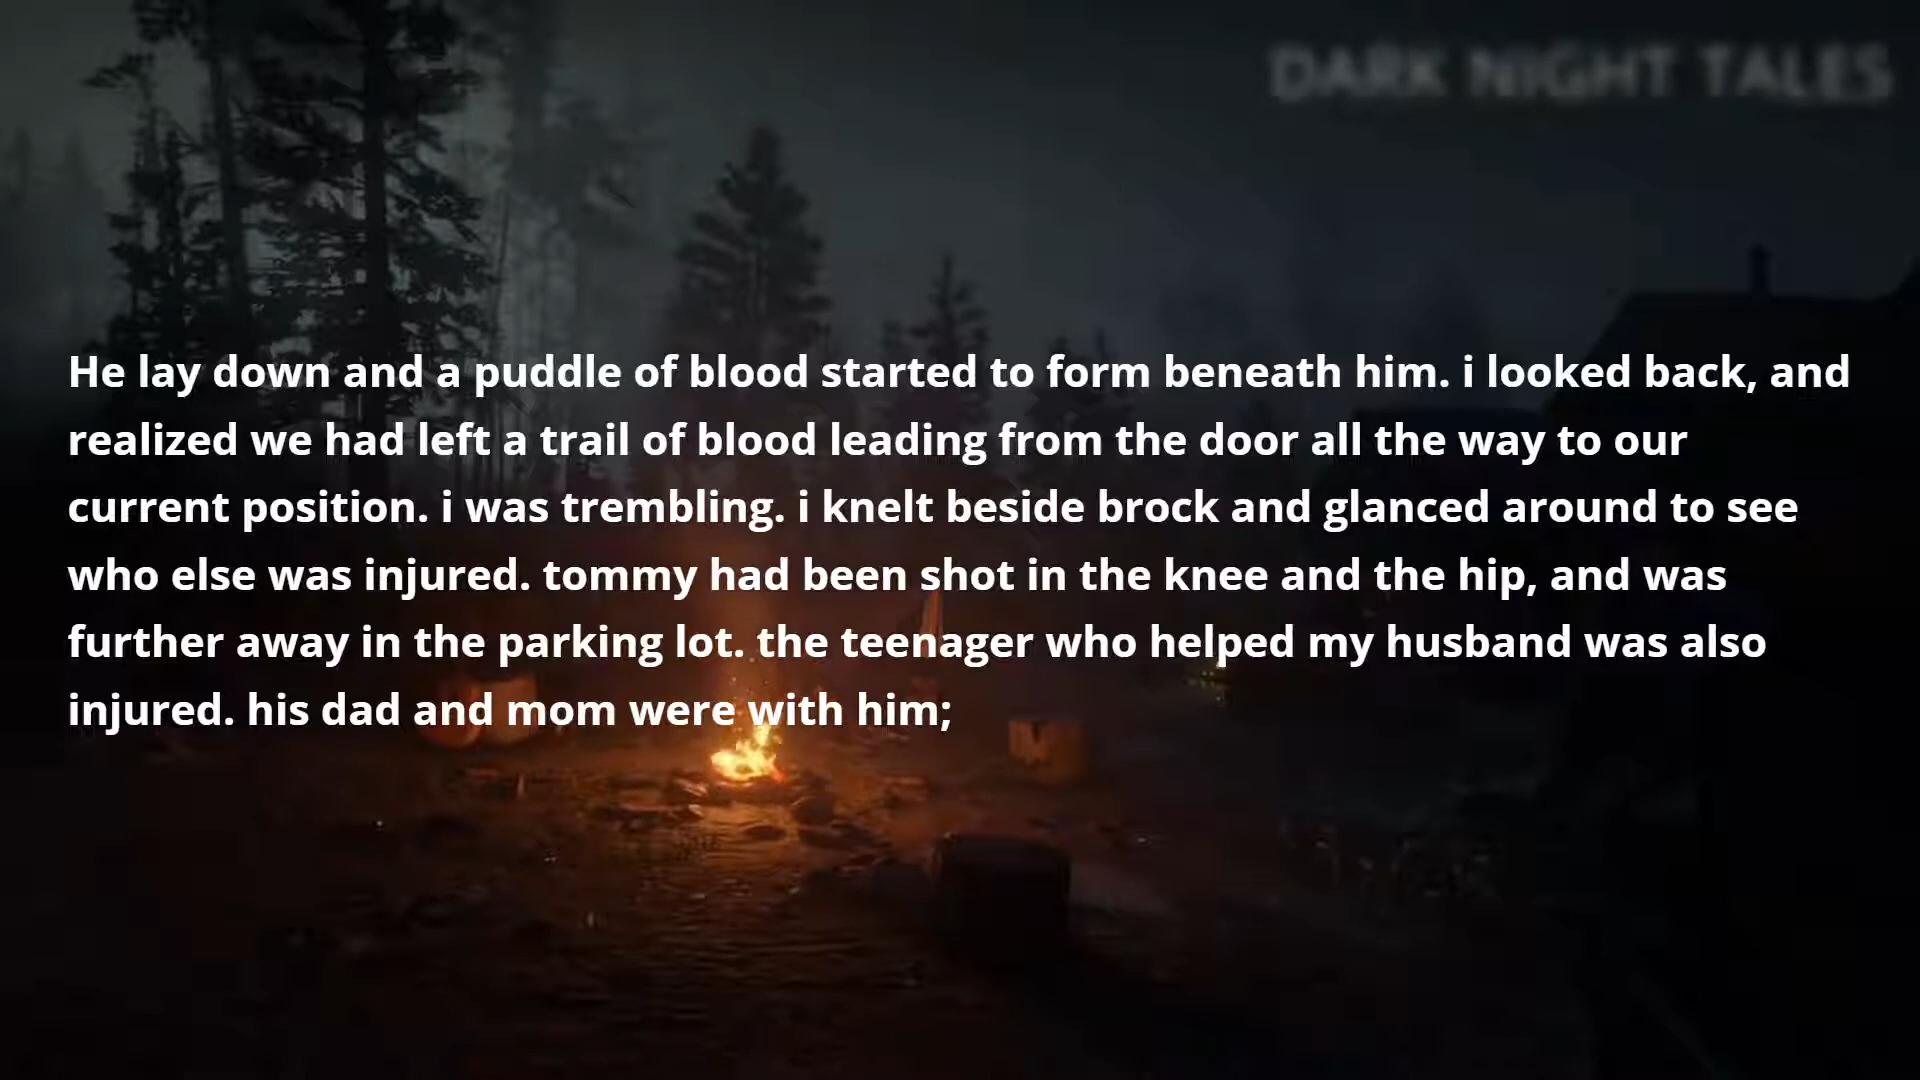 DARK NIGHT TALES
He lay down and a puddle of blood started to form beneath him. i looked back, and
realized we had left a trail of blood leading from the door all the way to our
current position. i was trembling. i knelt beside brock and glanced around to see
who else was injured. tommy had been shot in the knee and the hip, and was
further away in the parking lot. the teenager who helped my husband was also
injured. his dad and mom were with him;